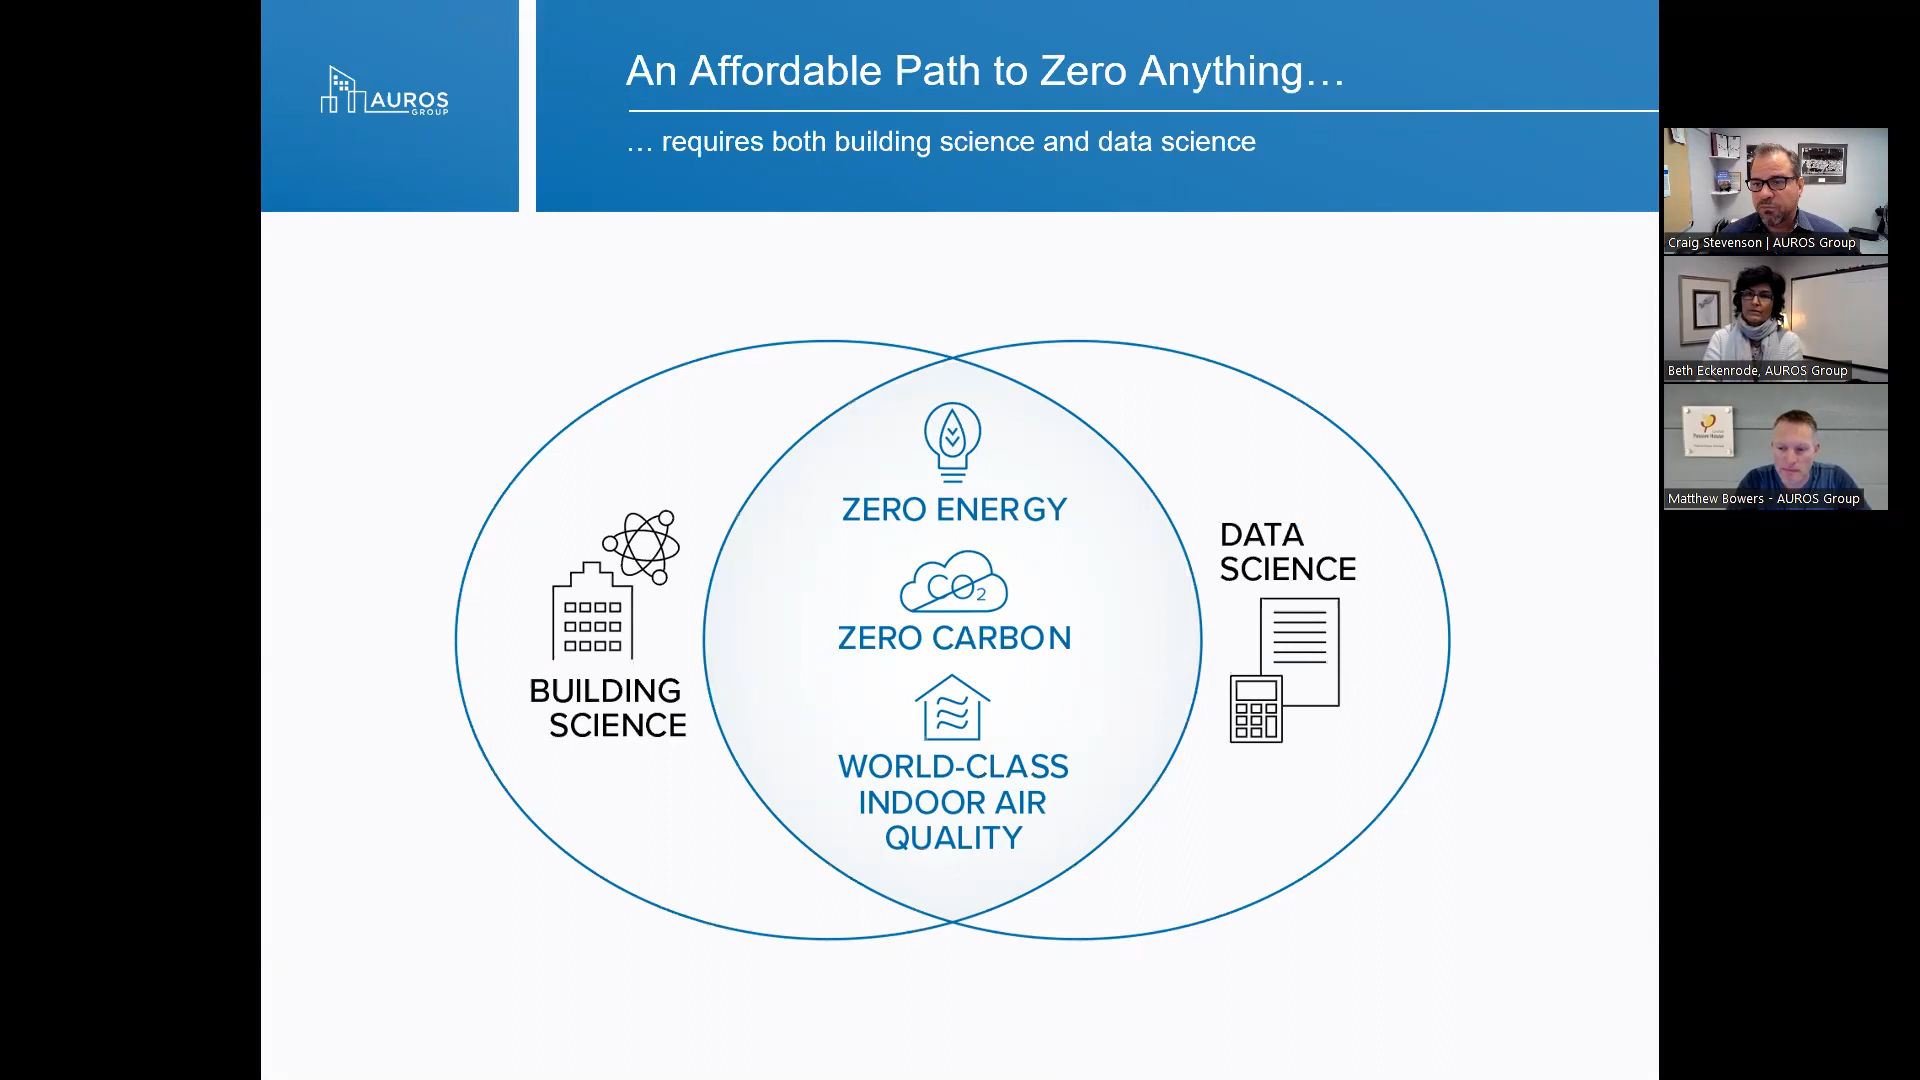 AUROS
GROUP
An Affordable Path to Zero Anything...
... requires both building science and data science
ZERO ENERGY
CO2
ZERO CARBON
WORLD-CLASS
INDOOR AIR
QUALITY
BUILDING
SCIENCE
DATA
SCIENCE
Craig Stevenson | AUROS Group
Beth Eckenrode, AUROS Group
Passive House
Matthew Bowers - AUROS Group